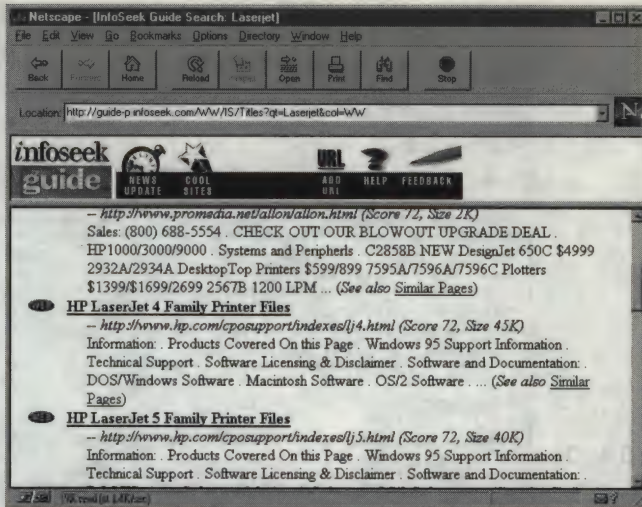 Netscape - [InfoSeek Guide Search: Laserjet]
File Edit View Go Bookmarks Options Directory Window Help
Back Forward Home Reload Images Open Print Find Stop
Location: http://guide-p.infoseek.com/WW/IS/Titles?qt=Laserjet&col=WW
N
infoseek
guide
NEWS UPDATE COOL SITES URL ADD URL HELP FEEDBACK
-- http://www.promedia.net/allon/allon.html (Score 72, Size 2K)
Sales: (800) 688-5554 . CHECK OUT OUR BLOWOUT UPGRADE DEAL .
HP1000/3000/9000 . Systems and Peripherls . C2858B NEW DesignJet 650C $4999
2932A/2934A DesktopTop Printers $599/899 7595A/7596A/7596C Plotters
$1399/$1699/2699 2567B 1200 LPM ... (See also Similar Pages)
HP LaserJet 4 Family Printer Files
-- http://www.hp.com/cposupport/indexes/lj4.html (Score 72, Size 45K)
Information: . Products Covered On this Page . Windows 95 Support Information .
Technical Support . Software Licensing & Disclaimer . Software and Documentation: .
DOS/Windows Software . Macintosh Software . OS/2 Software . ... (See also Similar
Pages)
HP LaserJet 5 Family Printer Files
-- http://www.hp.com/cposupport/indexes/lj5.html (Score 72, Size 40K)
Information: . Products Covered On this Page . Windows 95 Support Information .
Technical Support . Software Licensing & Disclaimer . Software and Documentation: .